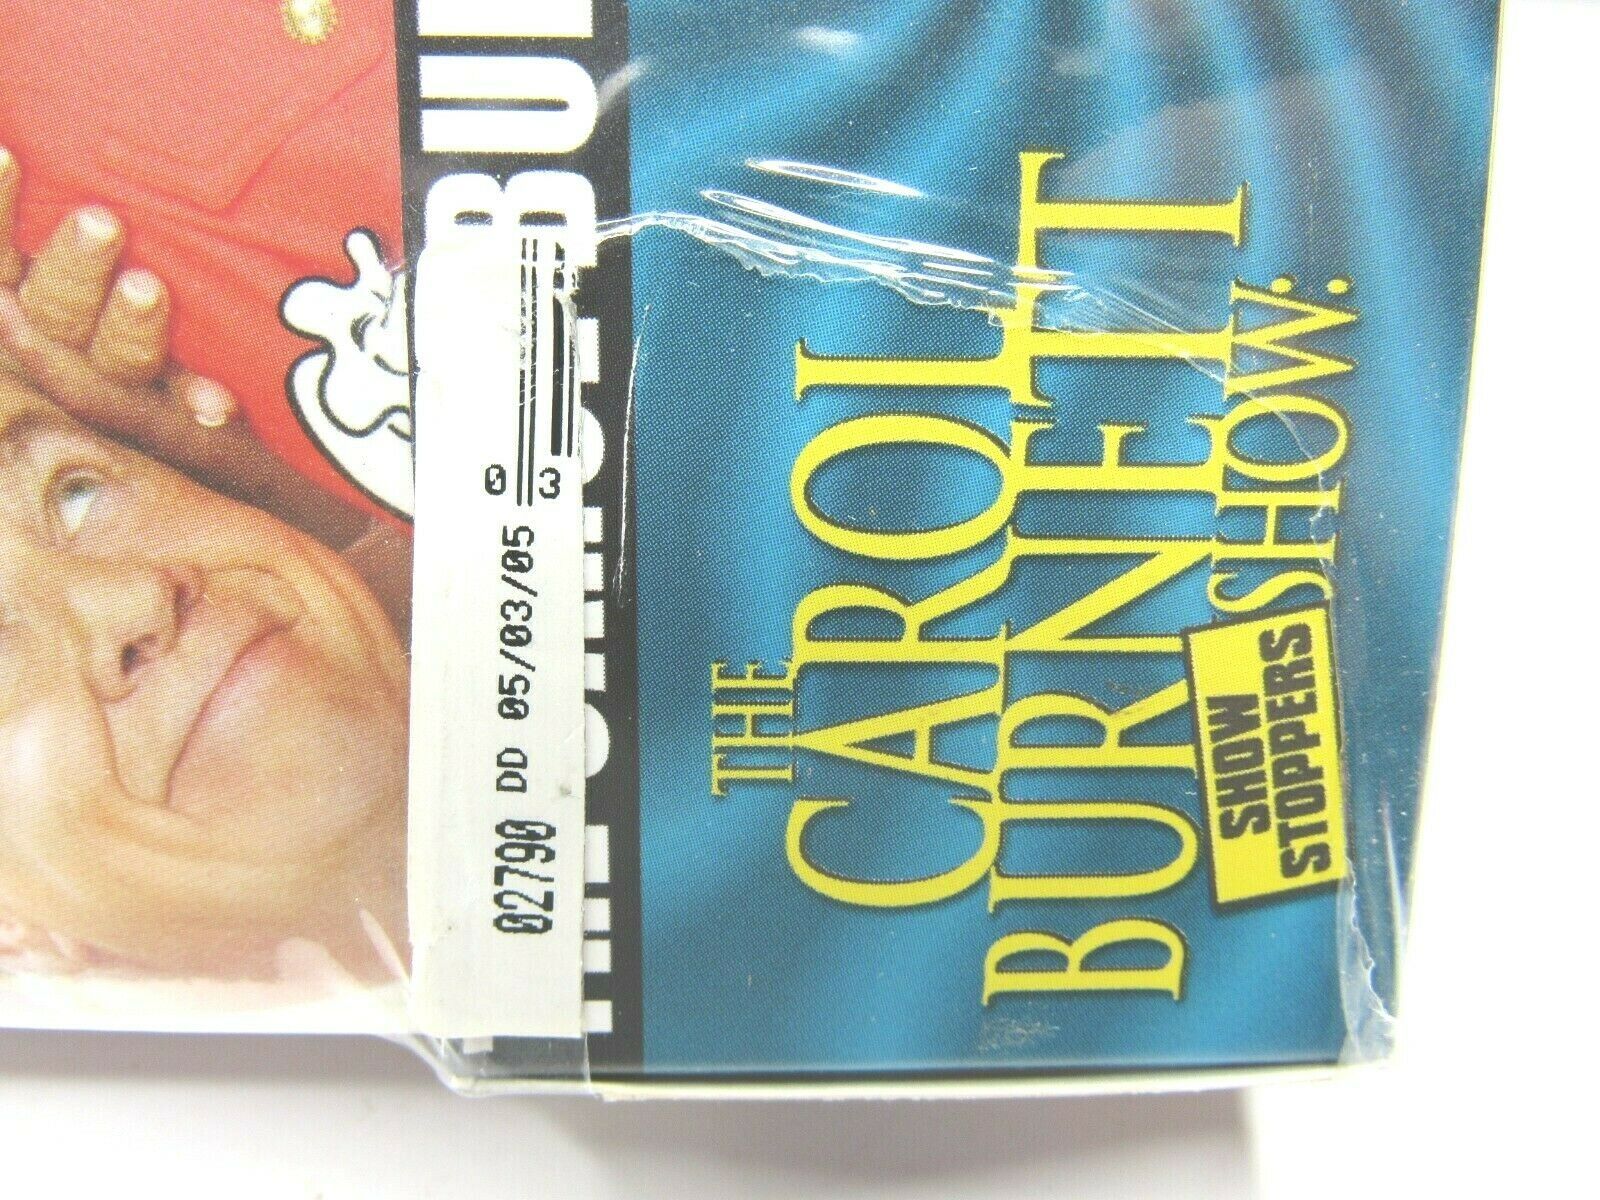 THE
CAROL
BURNETT
SHOW:
SHOW
STOPPERS
02790 DD 05/03/05
0
3